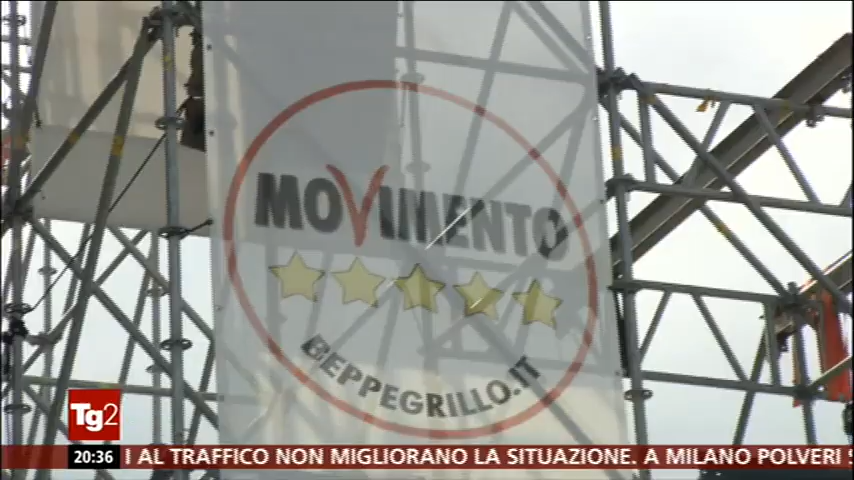 MOVIMENTO
BEPPEGRILLO.IT
Tg2
20:36 I AL TRAFFICO NON MIGLIORANO LA SITUAZIONE. A MILANO POLVERI S